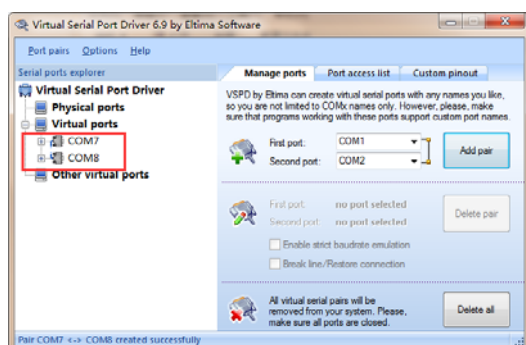 Virtual Serial Port Driver 6.9 by Eltima Software
Port pairs Options Help
Serial ports explorer
Virtual Serial Port Driver
Physical ports
Virtual ports
COM7
COM8
Other virtual ports
Manage ports Port access list Custom pinout
VSPD by Eltima can create virtual serial ports with any names you like,
so you are not limited to COMx names only. However, please, make
sure that programs working with these ports support custom port names.
First port: COM1
Second port: COM2
Add pair
First port: no port selected
Second port: no port selected
Delete pair
Enable strict baudrate emulation
Break line/Restore connection
All virtual serial pairs will be
removed from your system. Please,
make sure all ports are closed.
Delete all
Pair COM7 <-> COM8 created successfully